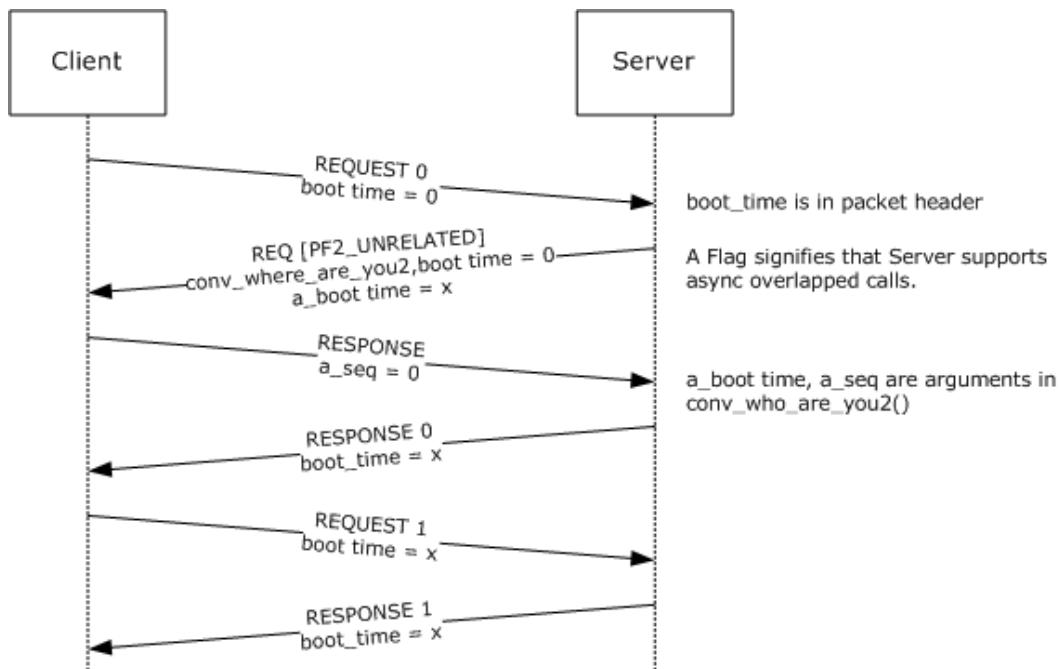 Client
Server
REQUEST 0
boot time = 0
boot_time is in packet header
REQ [PF2_UNRELATED]
conv_where_are_you2,boot time = 0
a_boot time = x
A Flag signifies that Server supports
async overlapped calls.
RESPONSE
a_seq = 0
a_boot time, a_seq are arguments in
conv_who_are_you2()
RESPONSE 0
boot_time = x
REQUEST 1
boot time = x
RESPONSE 1
boot_time = x